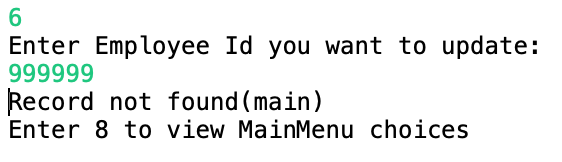 6
Enter Employee Id you want to update:
999999
Record not found(main)
Enter 8 to view MainMenu choices